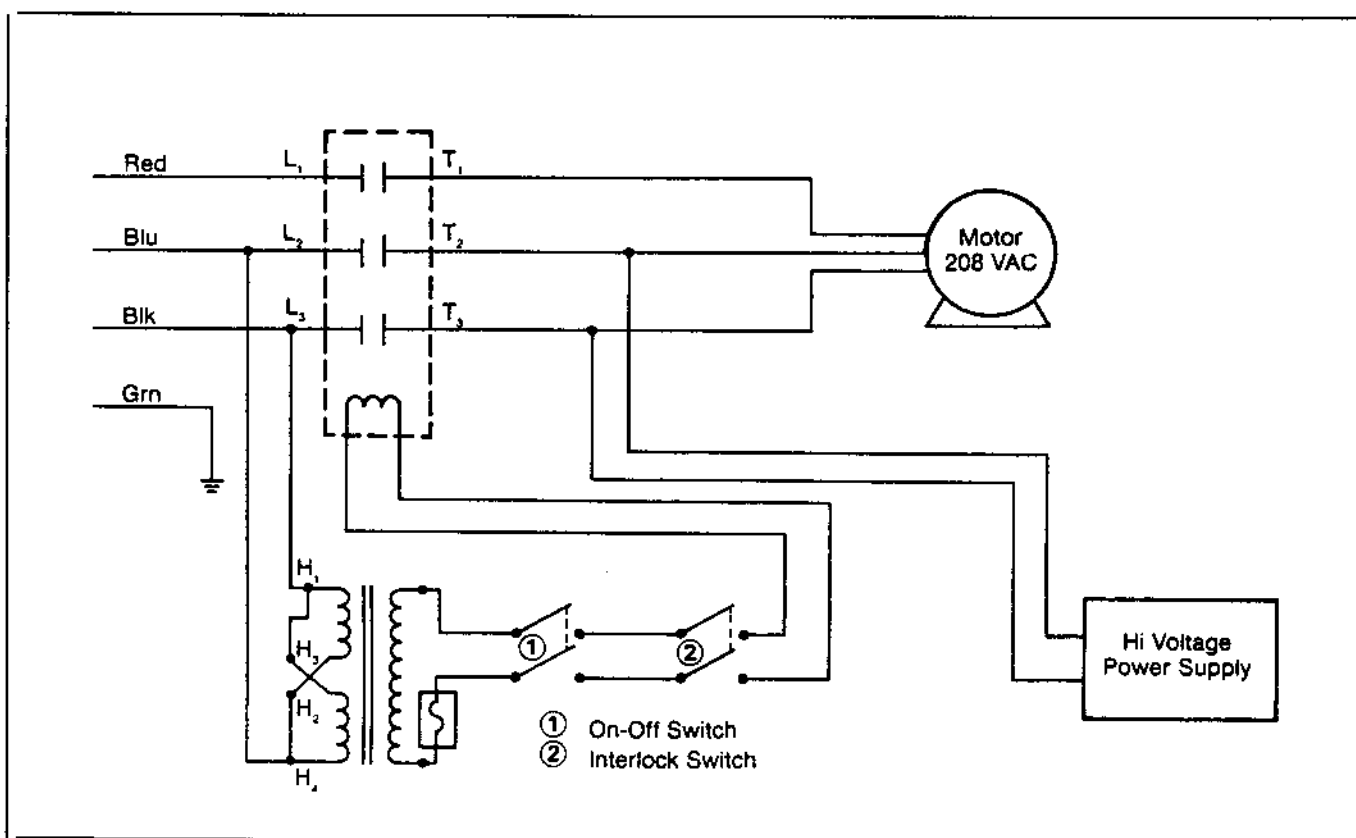 Red
L₁
T₁
Blu
L₂
T₂
Blk
L₃
T₃
Grn
Motor
208 VAC
H₁
H₃
H₂
H₄
①
②
① On-Off Switch
② Interlock Switch
Hi Voltage
Power Supply